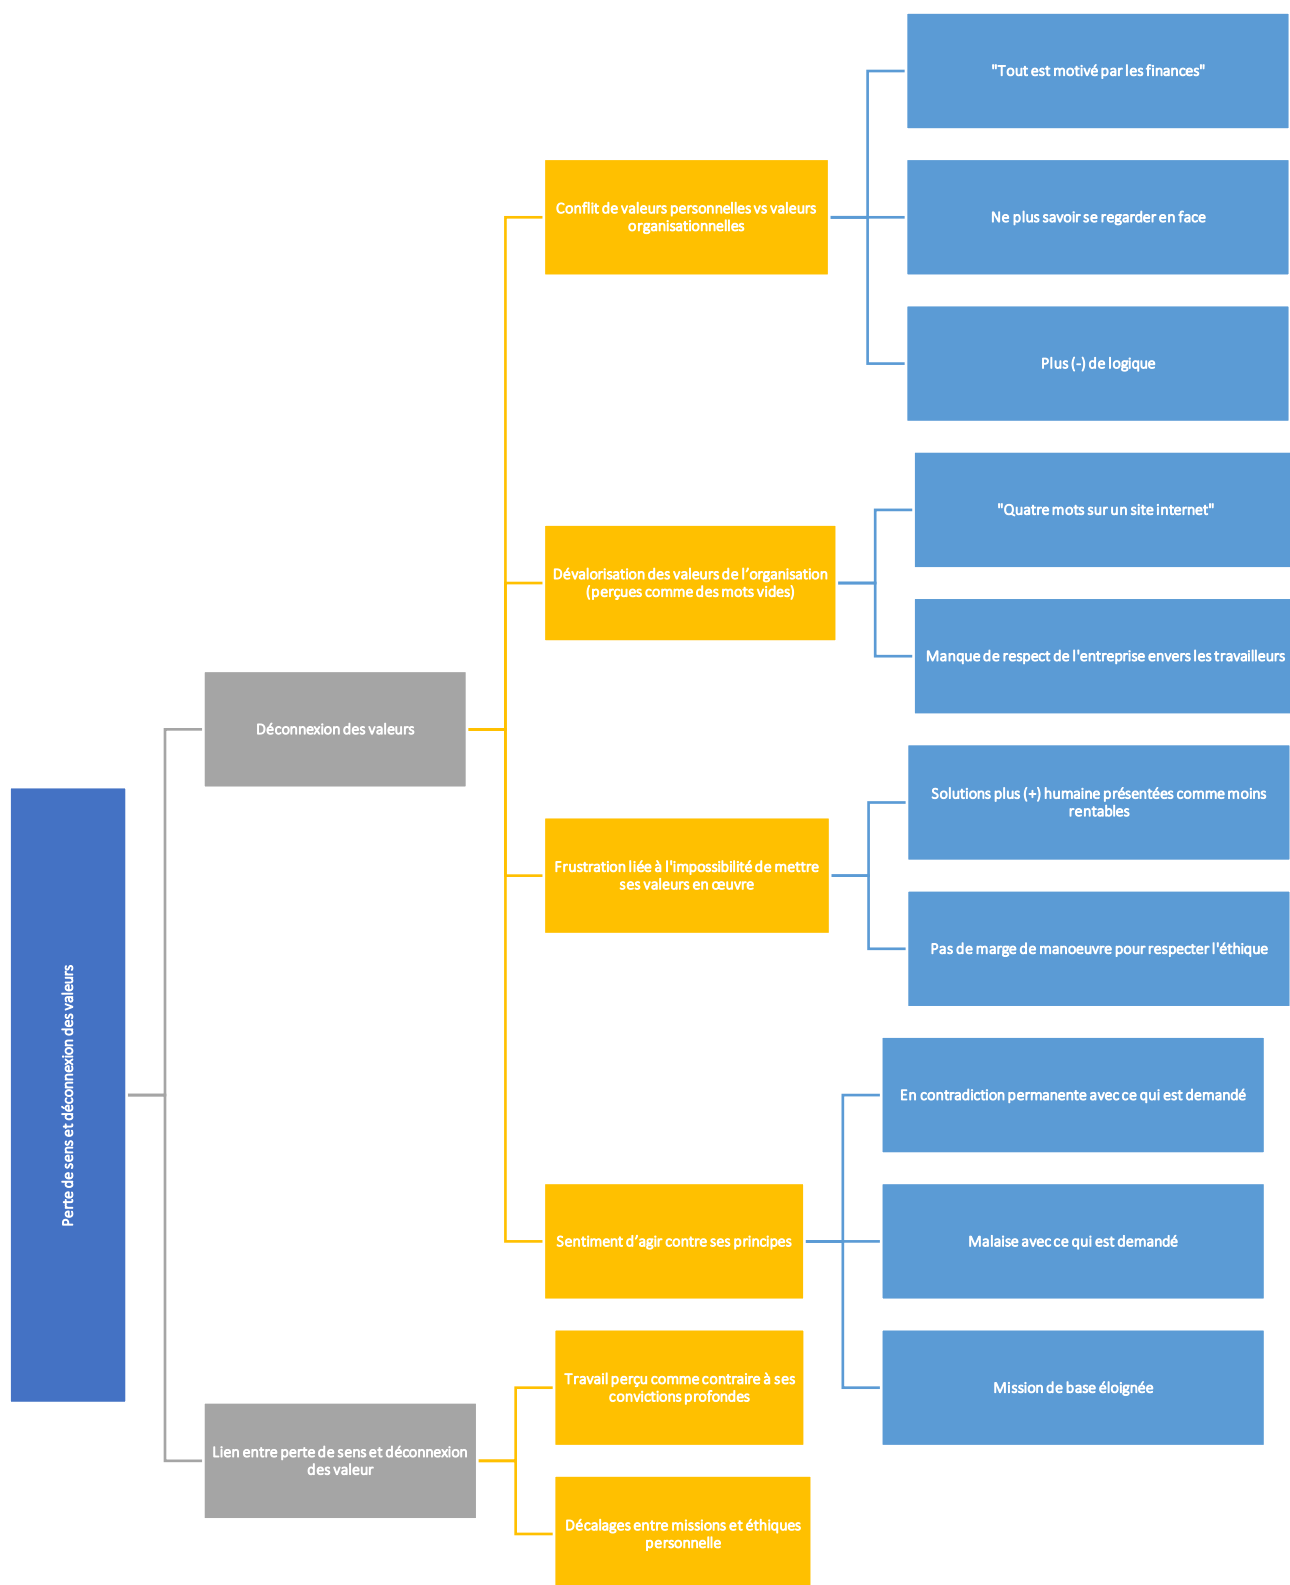 Perte de sens et déconnexion des valeurs
Déconnexion des valeurs
Conflit de valeurs personnelles vs valeurs
organisationnelles
"Tout est motivé par les finances"
Ne plus savoir se regarder en face
Plus (-) de logique
Dévalorisation des valeurs de l’organisation
(perçues comme des mots vides)
"Quatre mots sur un site internet"
Manque de respect de l'entreprise envers les travailleurs
Frustration liée à l'impossibilité de mettre
ses valeurs en œuvre
Solutions plus (+) humaine présentées comme moins
rentables
Pas de marge de manoeuvre pour respecter l'éthique
Sentiment d’agir contre ses principes
En contradiction permanente avec ce qui est demandé
Malaise avec ce qui est demandé
Mission de base éloignée
Lien entre perte de sens et déconnexion
des valeur
Travail perçu comme contraire à ses
convictions profondes
Décalages entre missions et éthiques
personnelle